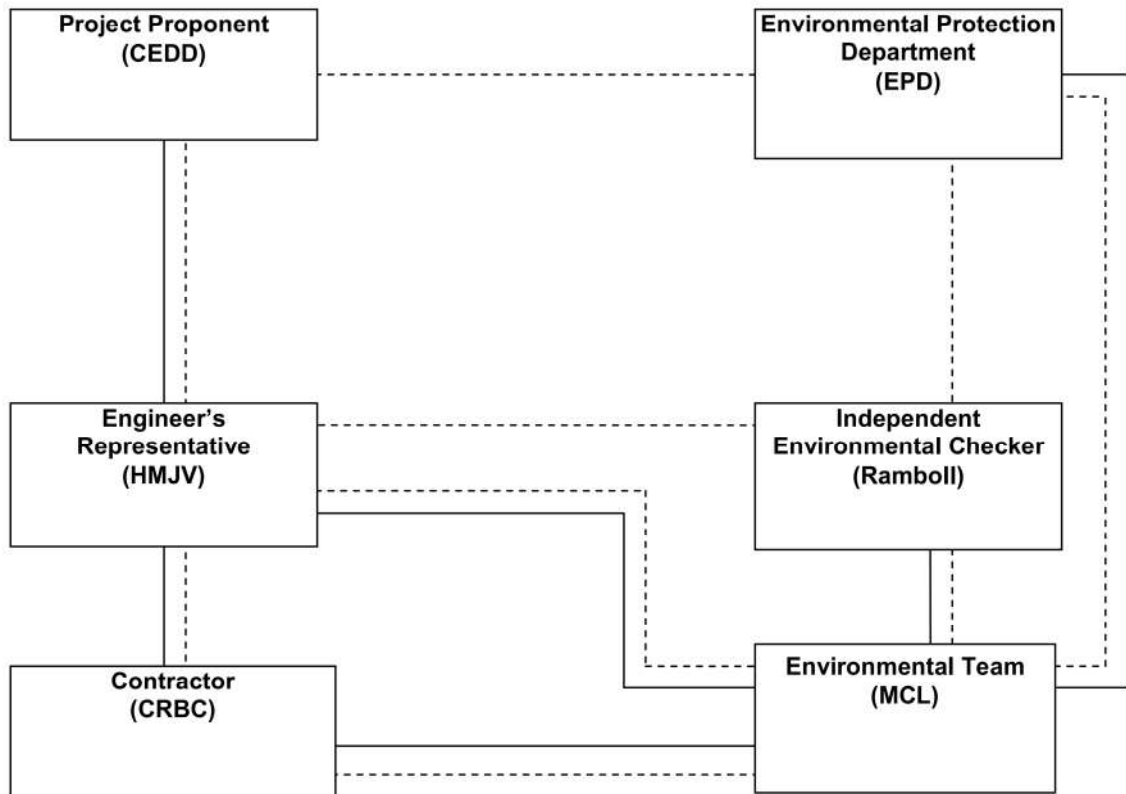 Project Proponent
(CEDD)
Environmental Protection
Department
(EPD)
Engineer’s
Representative
(HMJV)
Independent
Environmental Checker
(Ramboll)
Contractor
(CRBC)
Environmental Team
(MCL)